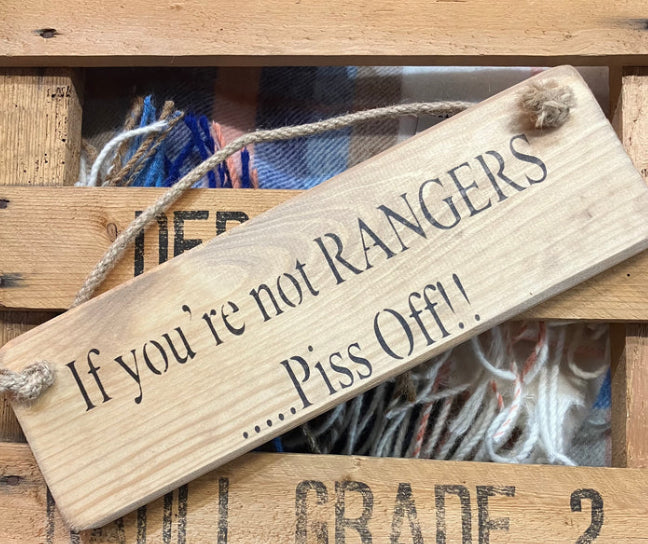 If you're not RANGERS
.....Piss Off!!
GRADE 2